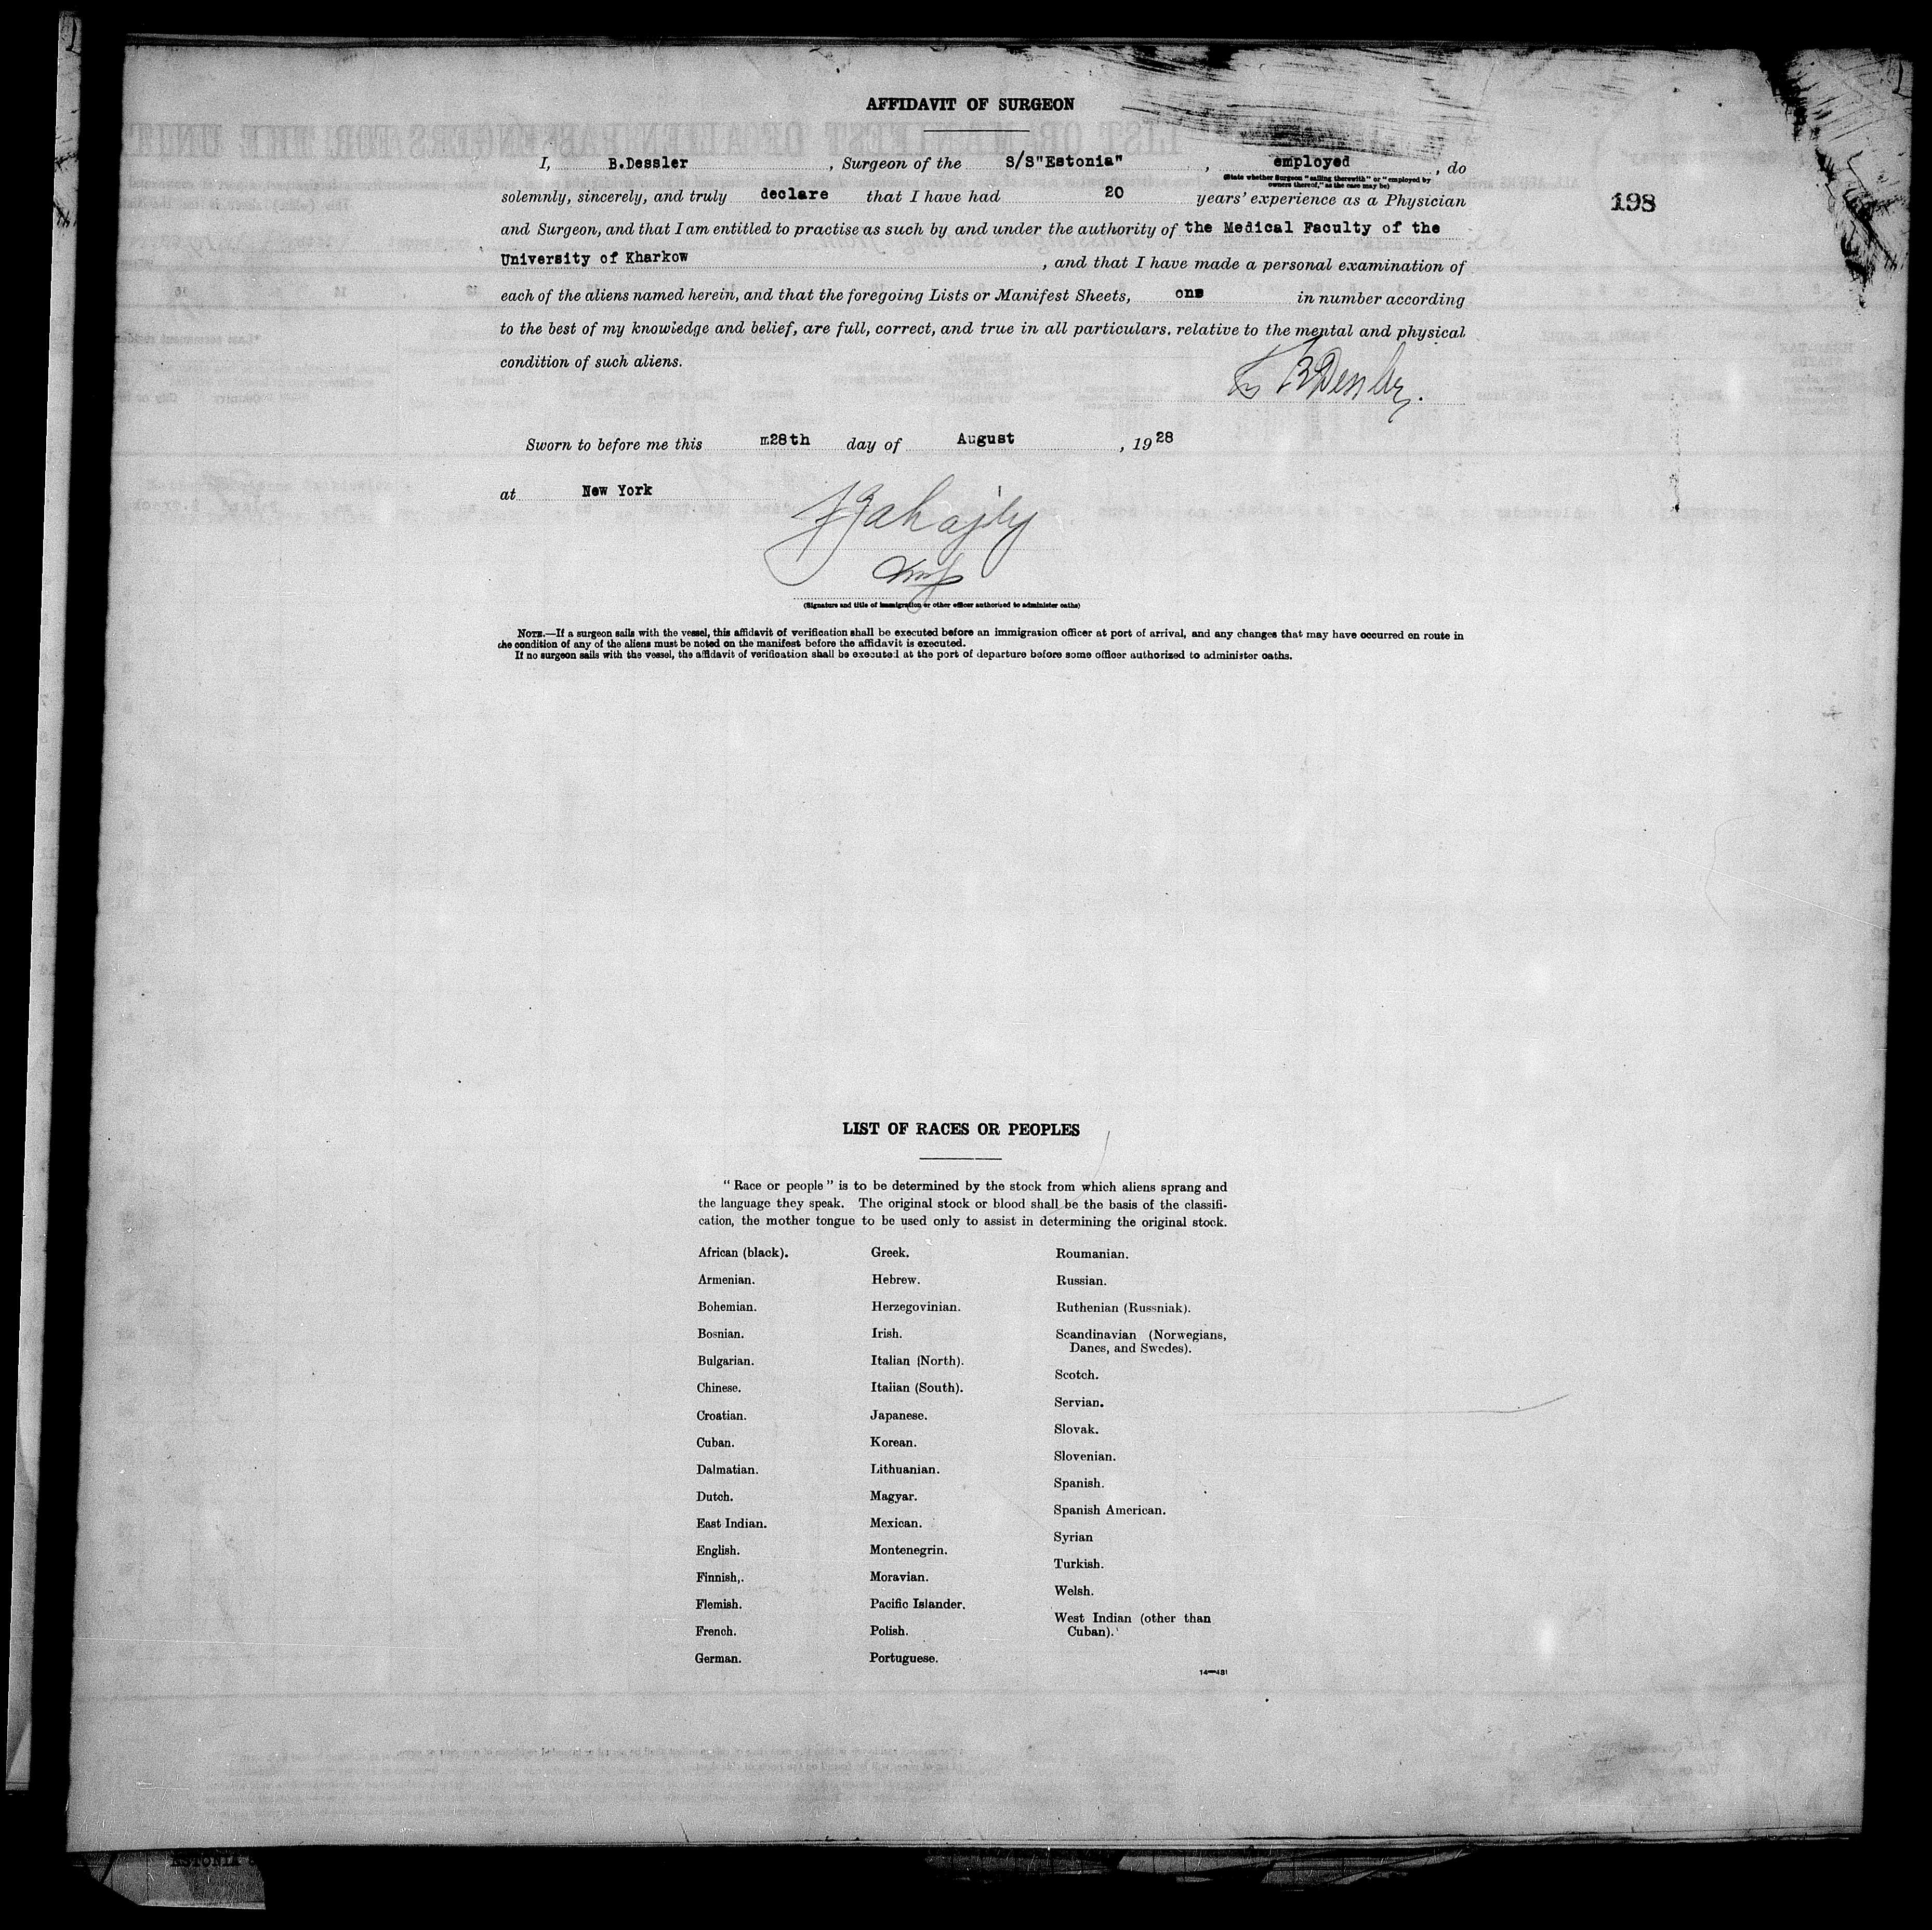 AFFIDAVIT OF SURGEON
198
I, B.Dessler, Surgeon of the S/S"Estonia", employed, do
(State whether Surgeon "sailing therewith" or "employed by
owners thereof," as the case may be)
solemnly, sincerely, and truly declare that I have had 20 years' experience as a Physician
and Surgeon, and that I am entitled to practise as such by and under the authority of the Medical Faculty of the
University of Kharkow, and that I have made a personal examination of
each of the aliens named herein, and that the foregoing Lists or Manifest Sheets, one in number according
to the best of my knowledge and belief, are full, correct, and true in all particulars, relative to the mental and physical
condition of such aliens.
B Dessler.
Sworn to before me this m28th day of August, 1928
at New York
(Signature and title of immigration or other officer authorized to administer oaths)
NOTE.—If a surgeon sails with the vessel, this affidavit of verification shall be executed before an immigration officer at port of arrival, and any changes that may have occurred en route in
the condition of any of the aliens must be noted on the manifest before the affidavit is executed.
If no surgeon sails with the vessel, the affidavit of verification shall be executed at the port of departure before some officer authorized to administer oaths.
LIST OF RACES OR PEOPLES
"Race or people" is to be determined by the stock from which aliens sprang and
the language they speak. The original stock or blood shall be the basis of the classifi-
cation, the mother tongue to be used only to assist in determining the original stock.
African (black).
Armenian.
Bohemian.
Bosnian.
Bulgarian.
Chinese.
Croatian.
Cuban.
Dalmatian.
Dutch.
East Indian.
English.
Finnish,.
Flemish.
French.
German.
Greek.
Hebrew.
Herzegovinian.
Irish.
Italian (North).
Italian (South).
Japanese.
Korean.
Lithuanian.
Magyar.
Mexican.
Montenegrin.
Moravian.
Pacific Islander.
Polish.
Portuguese.
Roumanian.
Russian.
Ruthenian (Russniak).
Scandinavian (Norwegians,
Danes, and Swedes).
Scotch.
Servian.
Slovak.
Slovenian.
Spanish.
Spanish American.
Syrian
Turkish.
Welsh.
West Indian (other than
Cuban).
14—431
ESTONIA